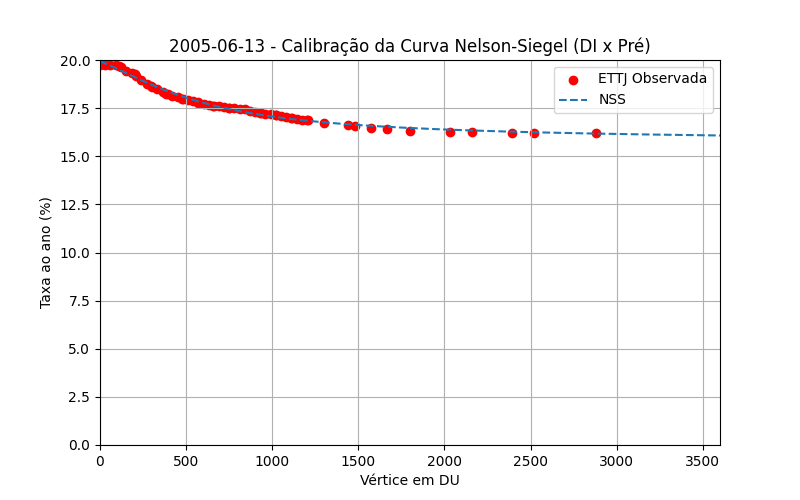 2005-06-13 - Calibração da Curva Nelson-Siegel (DI x Pré)
ETTJ Observada
NSS
Taxa ao ano (%)
20.0
17.5
15.0
12.5
10.0
7.5
5.0
2.5
0.0
0 500 1000 1500 2000 2500 3000 3500
Vértice em DU